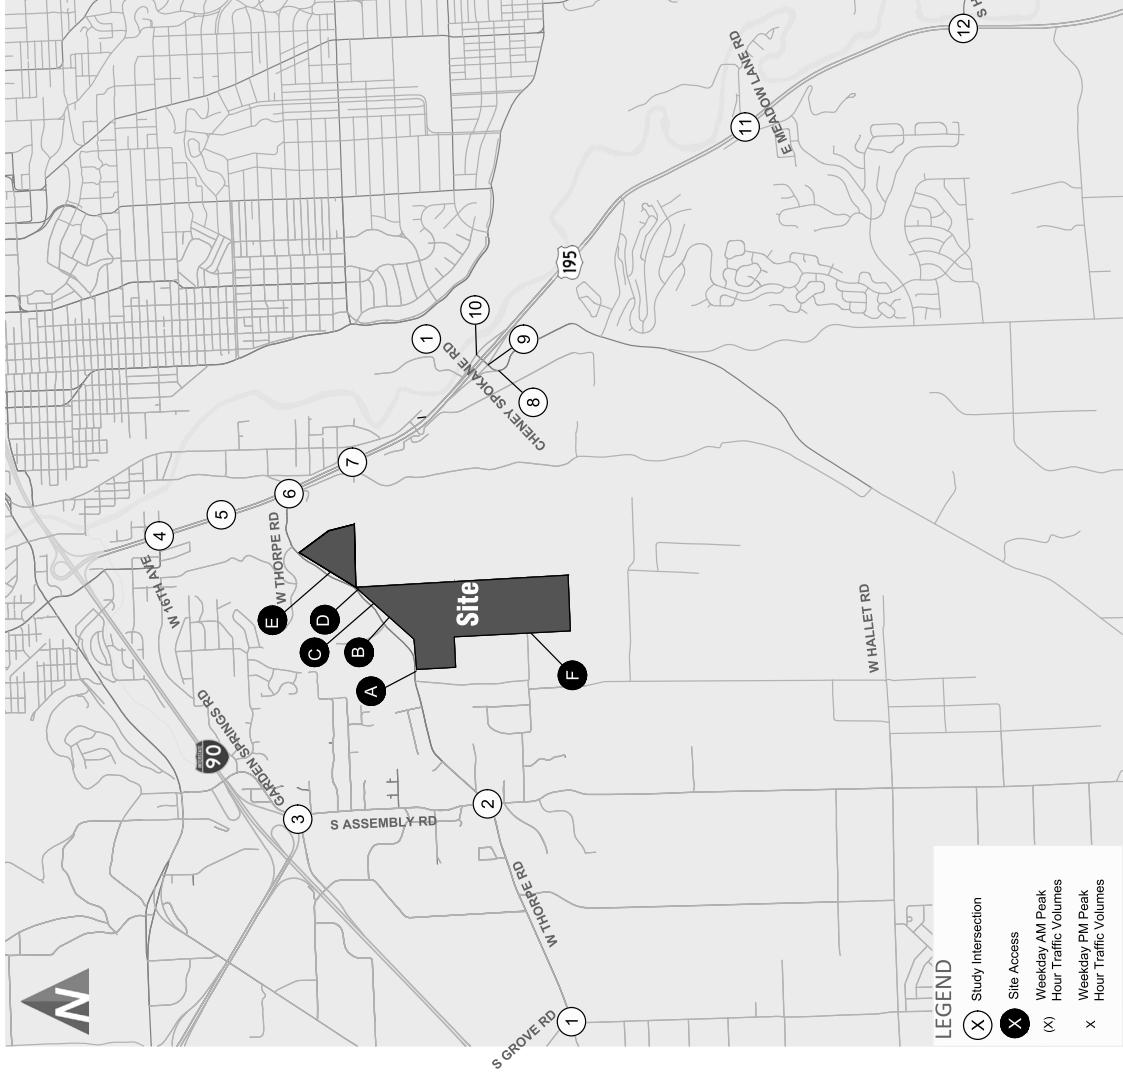 N
W 16TH AVE
4
GARDEN SPRINGS RD
90
5
3
W THORPE RD
6
E
D
C
B
A
7
S ASSEMBLY RD
2
1
CHENEY SPOKANE RD
10
9
8
Site
195
F
W THORPE RD
S GROVE RD
1
E MEADOW LANE RD
11
W HALLET RD
12
S H
LEGEND
X Study Intersection
X Site Access
(X) Weekday AM Peak
Hour Traffic Volumes
X Weekday PM Peak
Hour Traffic Volumes